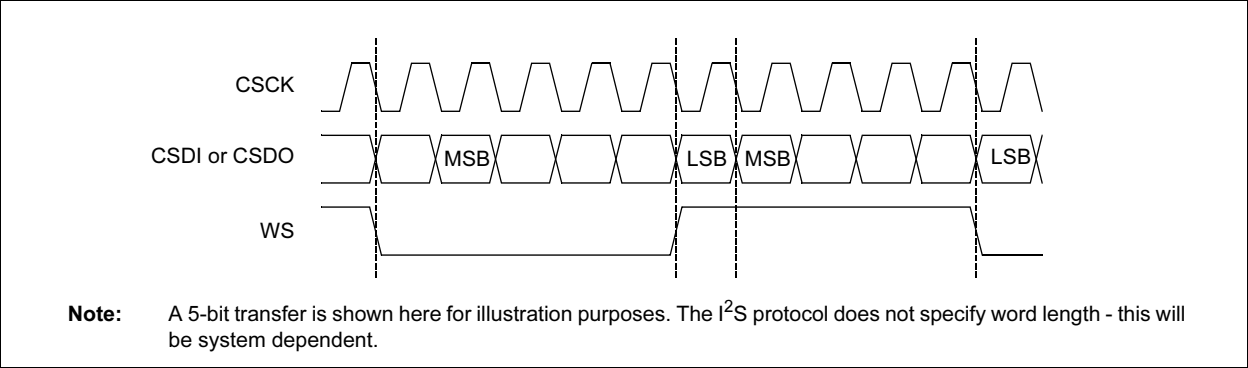 CSCK
CSDI or CSDO
MSB
LSB
MSB
LSB
WS
Note: A 5-bit transfer is shown here for illustration purposes. The I²S protocol does not specify word length - this will
be system dependent.